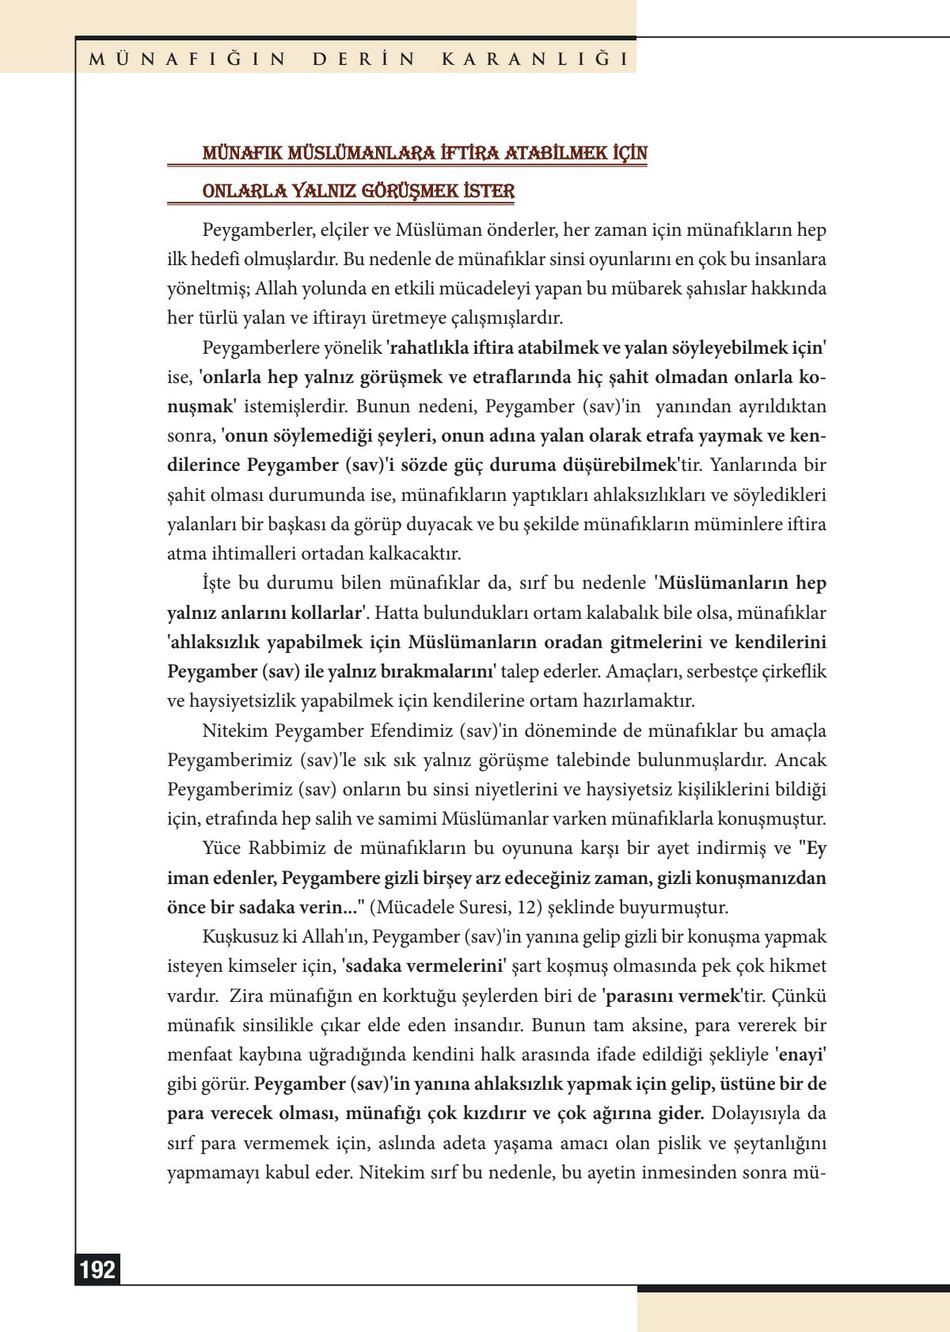 MÜNAFIĞIN DERİN KARANLIĞI
MÜNAFIK MÜSLÜMANLARA İFTİRA ATABİLMEK İÇİN
ONLARLA YALNIZ GÖRÜŞMEK İSTER
Peygamberler, elçiler ve Müslüman önderler, her zaman için münafıkların hep
ilk hedefi olmuşlardır. Bu nedenle de münafıklar sinsi oyunlarını en çok bu insanlara
yöneltmiş; Allah yolunda en etkili mücadeleyi yapan bu mübarek şahıslar hakkında
her türlü yalan ve iftirayı üretmeye çalışmışlardır.
Peygamberlere yönelik 'rahatlıkla iftira atabilmek ve yalan söyleyebilmek için'
ise, 'onlarla hep yalnız görüşmek ve etraflarında hiç şahit olmadan onlarla ko-
nuşmak' istemişlerdir. Bunun nedeni, Peygamber (sav)'in yanından ayrıldıktan
sonra, 'onun söylemediği şeyleri, onun adına yalan olarak etrafa yaymak ve ken-
dilerince Peygamber (sav)'i sözde güç duruma düşürebilmek'tir. Yanlarında bir
şahit olması durumunda ise, münafıkların yaptıkları ahlaksızlıkları ve söyledikleri
yalanları bir başkası da görüp duyacak ve bu şekilde münafıkların müminlere iftira
atma ihtimalleri ortadan kalkacaktır.
İşte bu durumu bilen münafıklar da, sırf bu nedenle 'Müslümanların hep
yalnız anlarını kollarlar'. Hatta bulundukları ortam kalabalık bile olsa, münafıklar
'ahlaksızlık yapabilmek için Müslümanların oradan gitmelerini ve kendilerini
Peygamber (sav) ile yalnız bırakmalarını' talep ederler. Amaçları, serbestçe çirkeflik
ve haysiyetsizlik yapabilmek için kendilerine ortam hazırlamaktır.
Nitekim Peygamber Efendimiz (sav)'in döneminde de münafıklar bu amaçla
Peygamberimiz (sav)'le sık sık yalnız görüşme talebinde bulunmuşlardır. Ancak
Peygamberimiz (sav) onların bu sinsi niyetlerini ve haysiyetsiz kişiliklerini bildiği
için, etrafında hep salih ve samimi Müslümanlar varken münafıklarla konuşmuştur.
Yüce Rabbimiz de münafıkların bu oyununa karşı bir ayet indirmiş ve "Ey
iman edenler, Peygambere gizli birşey arz edeceğiniz zaman, gizli konuşmanızdan
önce bir sadaka verin..." (Mücadele Suresi, 12) şeklinde buyurmuştur.
Kuşkusuz ki Allah'ın, Peygamber (sav)'in yanına gelip gizli bir konuşma yapmak
isteyen kimseler için, 'sadaka vermelerini' şart koşmuş olmasında pek çok hikmet
vardır. Zira münafığın en korktuğu şeylerden biri de 'parasını vermek'tir. Çünkü
münafık sinsilikle çıkar elde eden insandır. Bunun tam aksine, para vererek bir
menfaat kaybına uğradığında kendini halk arasında ifade edildiği şekliyle 'enayi'
gibi görür. Peygamber (sav)'in yanına ahlaksızlık yapmak için gelip, üstüne bir de
para verecek olması, münafığı çok kızdırır ve çok ağırına gider. Dolayısıyla da
sırf para vermemek için, aslında adeta yaşama amacı olan pislik ve şeytanlığını
yapmamayı kabul eder. Nitekim sırf bu nedenle, bu ayetin inmesinden sonra mü-
192